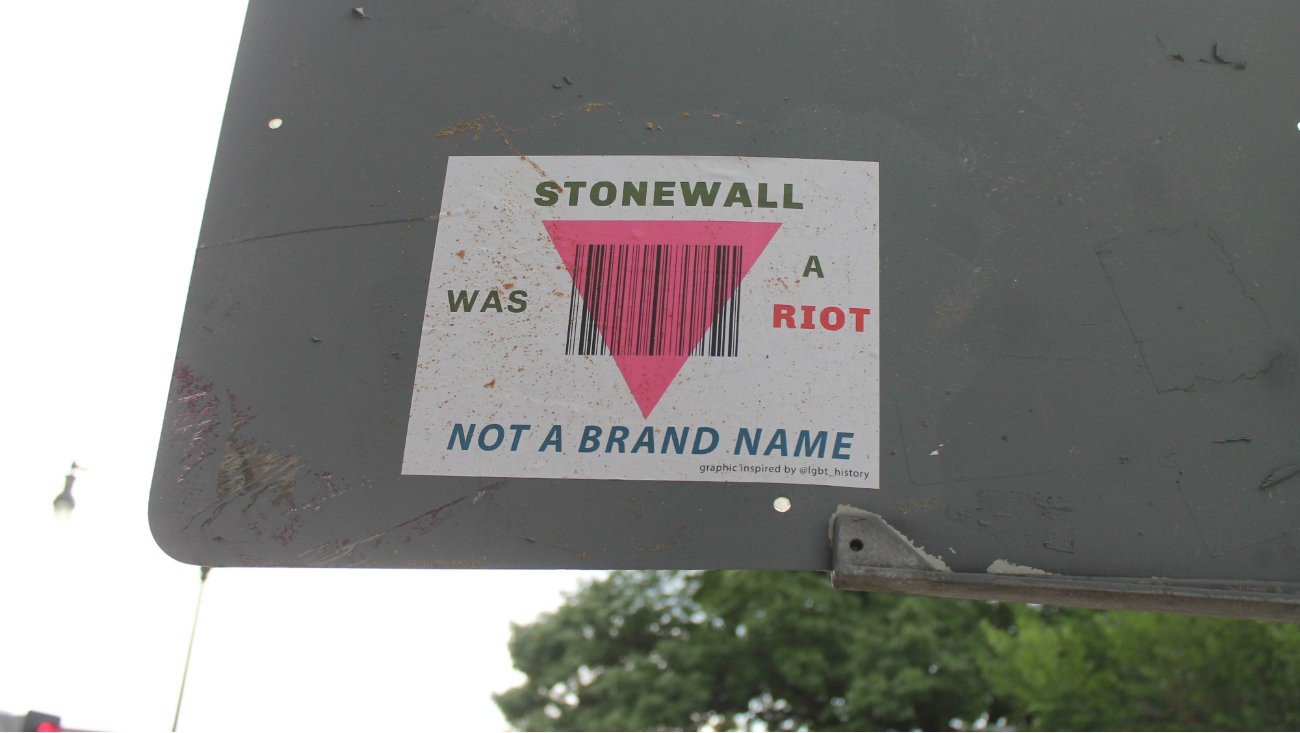 STONEWALL
WAS A RIOT
NOT A BRAND NAME
graphic inspired by @lgbt_history